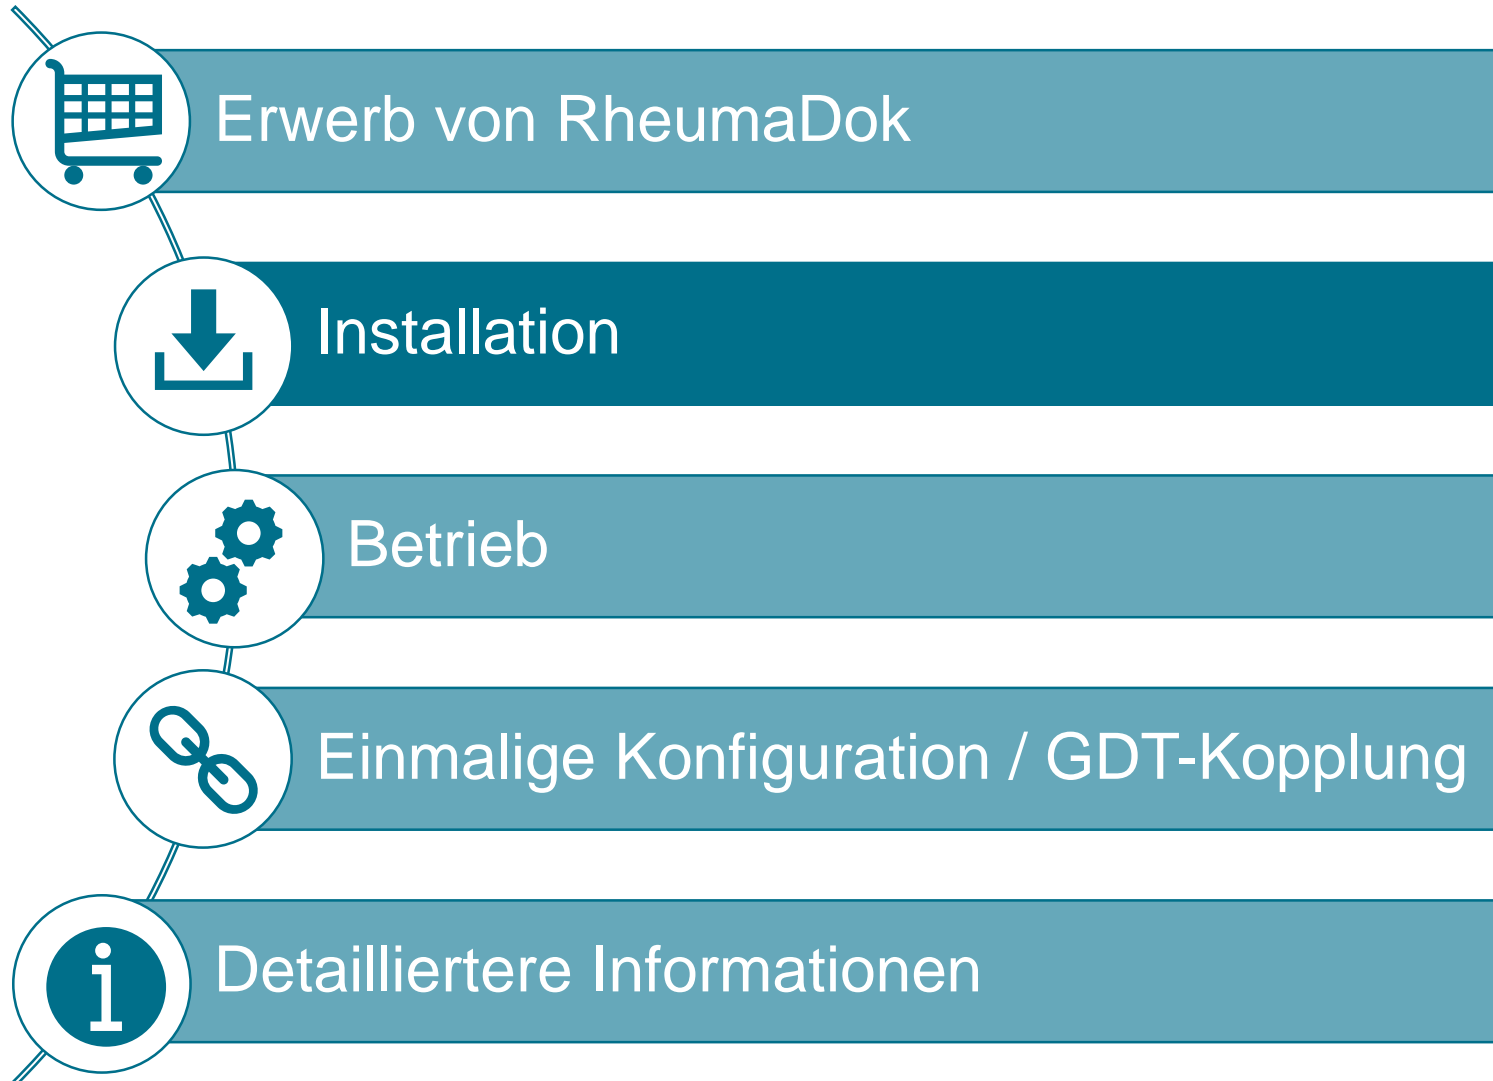 Erwerb von RheumaDok
Installation
Betrieb
Einmalige Konfiguration / GDT-Kopplung
Detailliertere Informationen